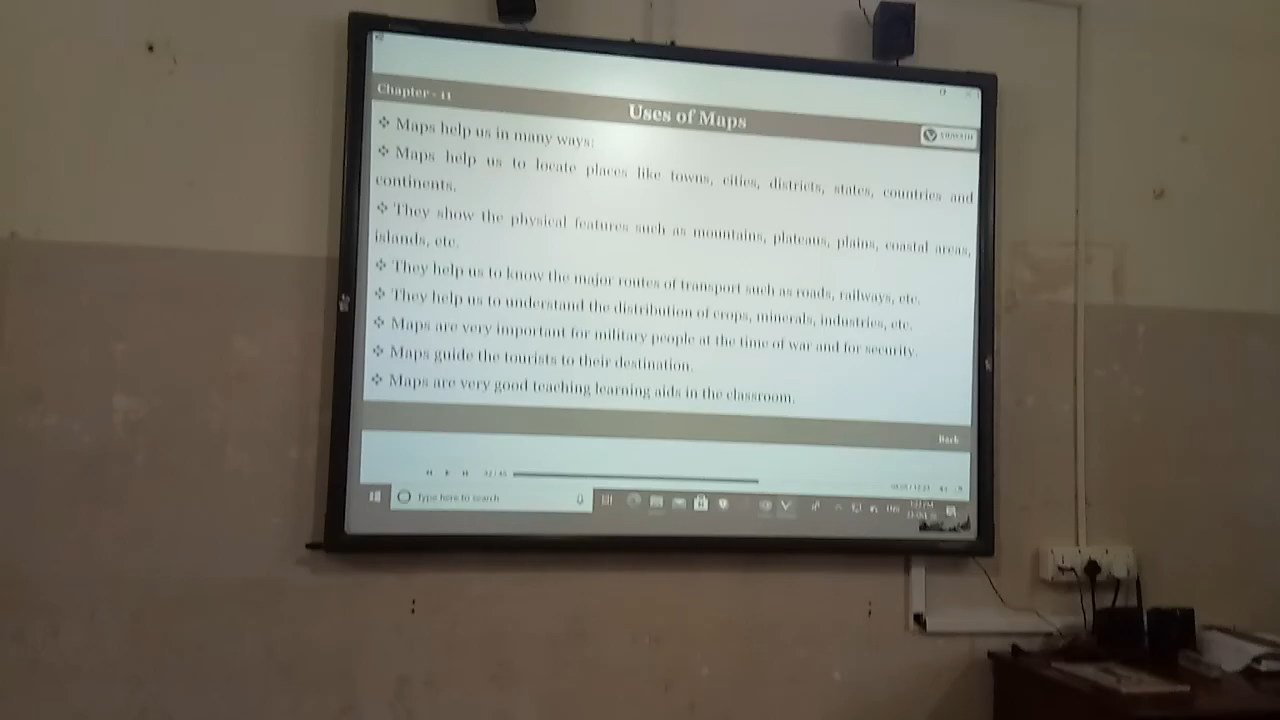 Chapter - 11
Uses of Maps
❖ Maps help us in many ways:
❖ Maps help us to locate places like towns, cities, districts, states, countries and
continents.
❖ They show the physical features such as mountains, plateaus, plains, coastal areas,
islands, etc.
❖ They help us to know the major routes of transport such as roads, railways, etc.
❖ They help us to understand the distribution of crops, minerals, industries, etc.
❖ Maps are very important for military people at the time of war and for security.
❖ Maps guide the tourists to their destination.
❖ Maps are very good teaching learning aids in the classroom.
Back
Type here to search